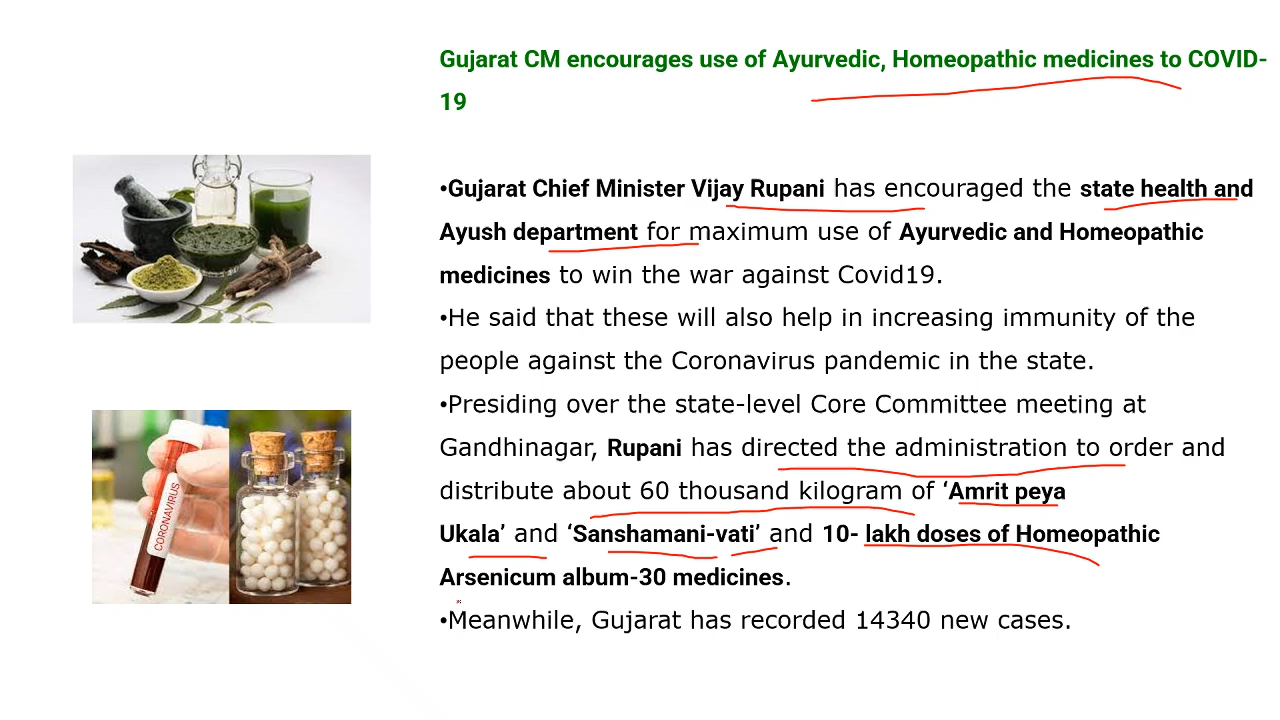 Gujarat CM encourages use of Ayurvedic, Homeopathic medicines to COVID-
19
•Gujarat Chief Minister Vijay Rupani has encouraged the state health and
Ayush department for maximum use of Ayurvedic and Homeopathic
medicines to win the war against Covid19.
•He said that these will also help in increasing immunity of the
people against the Coronavirus pandemic in the state.
•Presiding over the state-level Core Committee meeting at
Gandhinagar, Rupani has directed the administration to order and
distribute about 60 thousand kilogram of ‘Amrit peya
Ukala’ and ‘Sanshamani-vati’ and 10- lakh doses of Homeopathic
Arsenicum album-30 medicines.
•Meanwhile, Gujarat has recorded 14340 new cases.
CORONAVIRUS